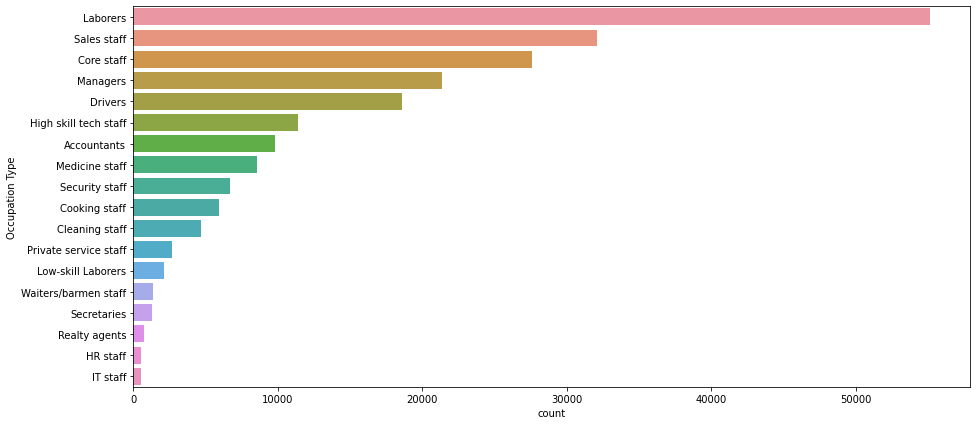 Occupation Type
Laborers
Sales staff
Core staff
Managers
Drivers
High skill tech staff
Accountants
Medicine staff
Security staff
Cooking staff
Cleaning staff
Private service staff
Low-skill Laborers
Waiters/barmen staff
Secretaries
Realty agents
HR staff
IT staff
0 10000 20000 30000 40000 50000
count